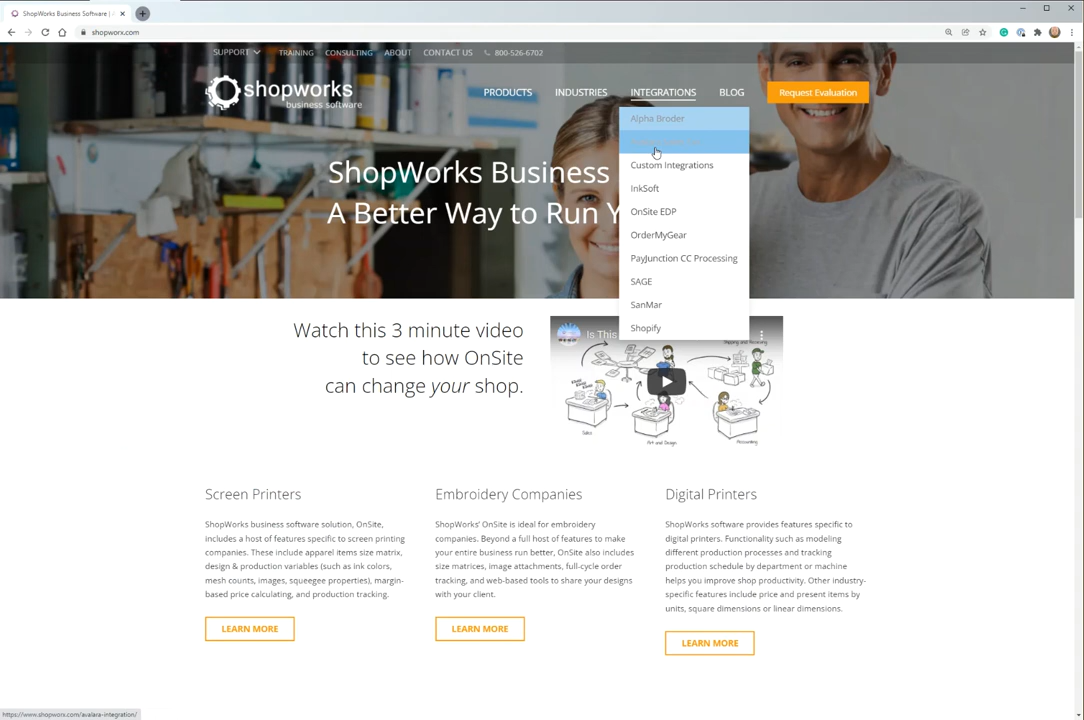 ShopWorks Business Software | A
shopworx.com
SUPPORT
TRAINING
CONSULTING
ABOUT
CONTACT US
800-526-6702
shopworks
business software
PRODUCTS
INDUSTRIES
INTEGRATIONS
BLOG
Request Evaluation
Alpha Broder
Custom Integrations
InkSoft
OnSite EDP
OrderMyGear
PayJunction CC Processing
SAGE
SanMar
Shopify
ShopWorks Business
A Better Way to Run Y
Watch this 3 minute video
to see how OnSite
can change your shop.
Is This
Shipping and Receiving
Sales
Art and Design
Accounting
Screen Printers
ShopWorks business software solution, OnSite,
includes a host of features specific to screen printing
companies. These include apparel items size matrix,
design & production variables (such as ink colors,
mesh counts, images, squeegee properties), margin-
based price calculating, and production tracking.
LEARN MORE
Embroidery Companies
ShopWorks' OnSite is ideal for embroidery
companies. Beyond a full host of features to make
your entire business run better, OnSite also includes
size matrices, image attachments, full-cycle order
tracking, and web-based tools to share your designs
with your client.
LEARN MORE
Digital Printers
ShopWorks software provides features specific to
digital printers. Functionality such as modeling
different production processes and tracking
production schedule by department or machine
helps you improve shop productivity. Other industry-
specific features include price and present items by
units, square dimensions or linear dimensions.
LEARN MORE
https://www.shopworx.com/avalara-integration/